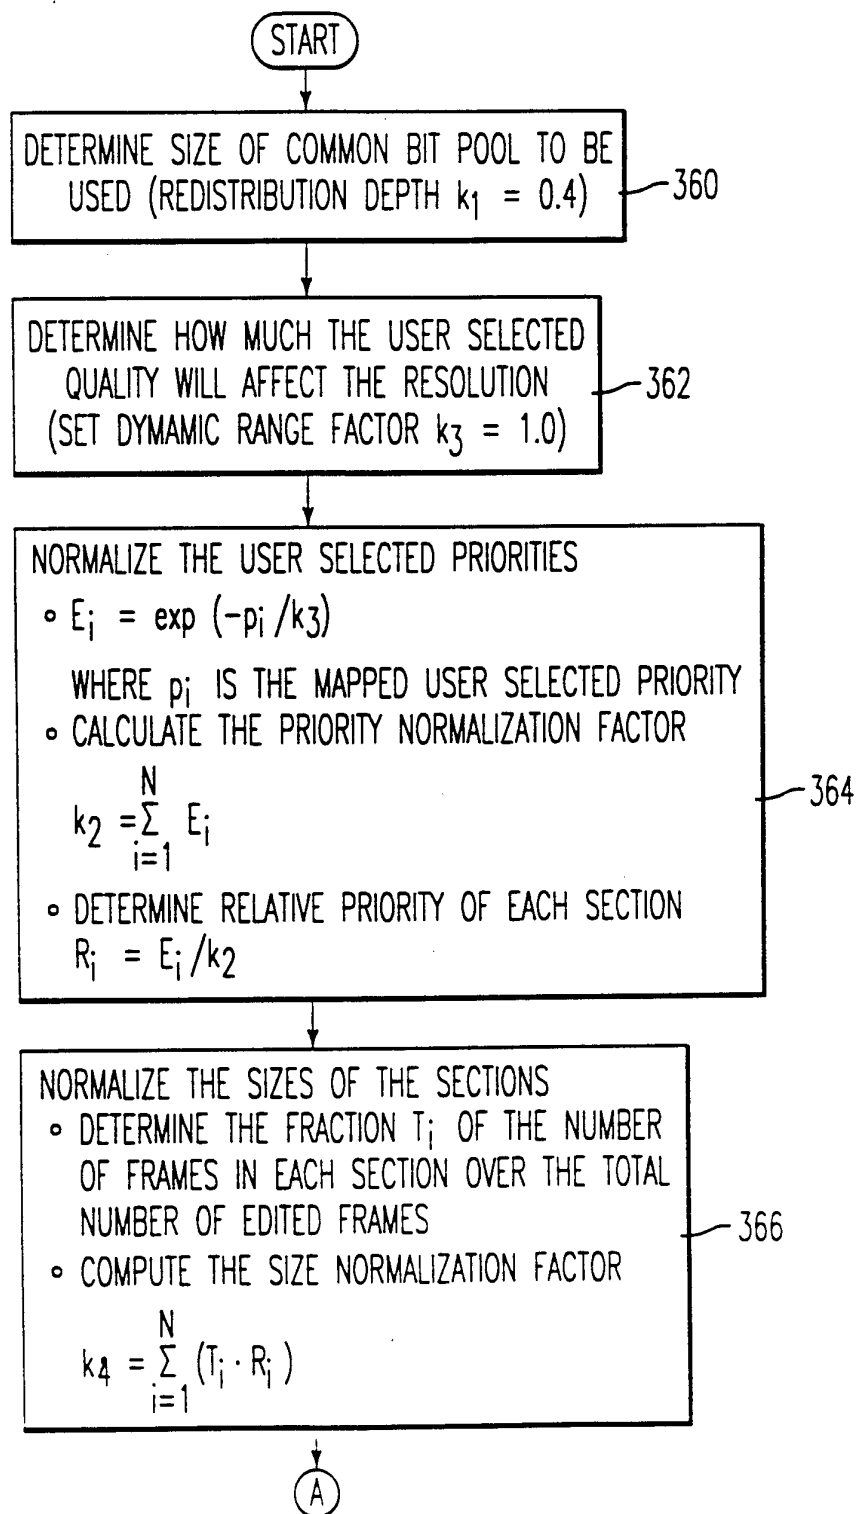 START
DETERMINE SIZE OF COMMON BIT POOL TO BE
USED (REDISTRIBUTION DEPTH k1 = 0.4)
360
DETERMINE HOW MUCH THE USER SELECTED
QUALITY WILL AFFECT THE RESOLUTION
(SET DYMAMIC RANGE FACTOR k3 = 1.0)
362
NORMALIZE THE USER SELECTED PRIORITIES
∘ Ei = exp (-pi/k3)
WHERE pi IS THE MAPPED USER SELECTED PRIORITY
∘ CALCULATE THE PRIORITY NORMALIZATION FACTOR
N
k2 = Σ Ei
i=1
∘ DETERMINE RELATIVE PRIORITY OF EACH SECTION
Ri = Ei/k2
364
NORMALIZE THE SIZES OF THE SECTIONS
∘ DETERMINE THE FRACTION Ti OF THE NUMBER
OF FRAMES IN EACH SECTION OVER THE TOTAL
NUMBER OF EDITED FRAMES
∘ COMPUTE THE SIZE NORMALIZATION FACTOR
N
k4 = Σ (Ti · Ri)
i=1
366
A